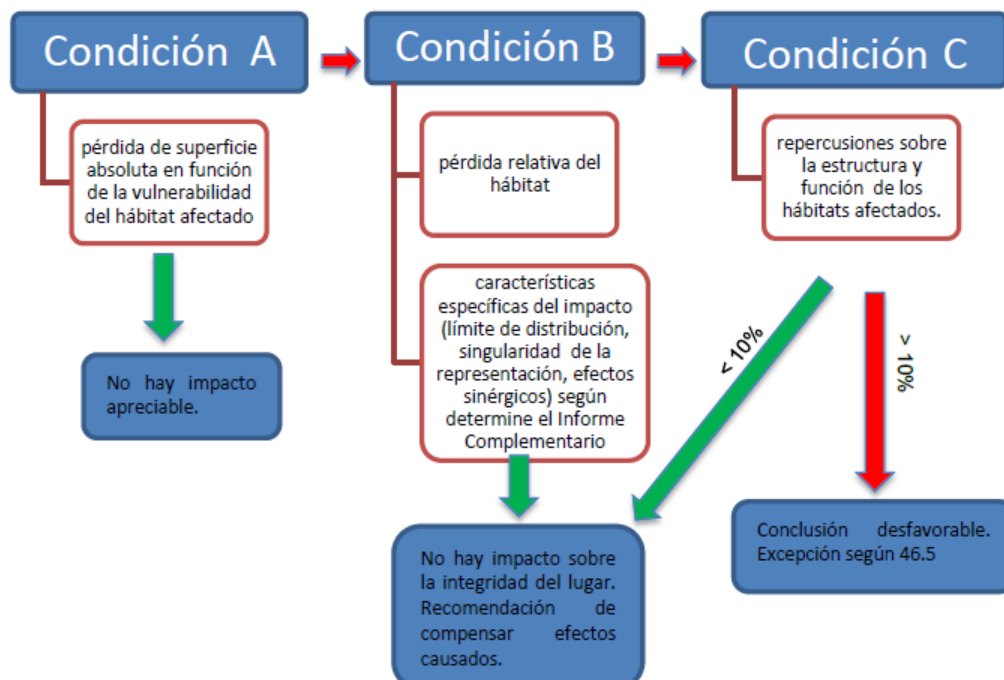 Condición A
pérdida de superficie
absoluta en función
de la vulnerabilidad
del hábitat afectado
No hay impacto
apreciable.
Condición B
pérdida relativa del
hábitat
características
específicas del impacto
(límite de distribución,
singularidad de la
representación, efectos
sinérgicos) según
determine el Informe
Complementario
No hay impacto sobre
la integridad del lugar.
Recomendación de
compensar efectos
causados.
Condición C
repercusiones sobre
la estructura y
función de los
hábitats afectados.
< 10%
> 10%
Conclusión desfavorable.
Excepción según 46.5